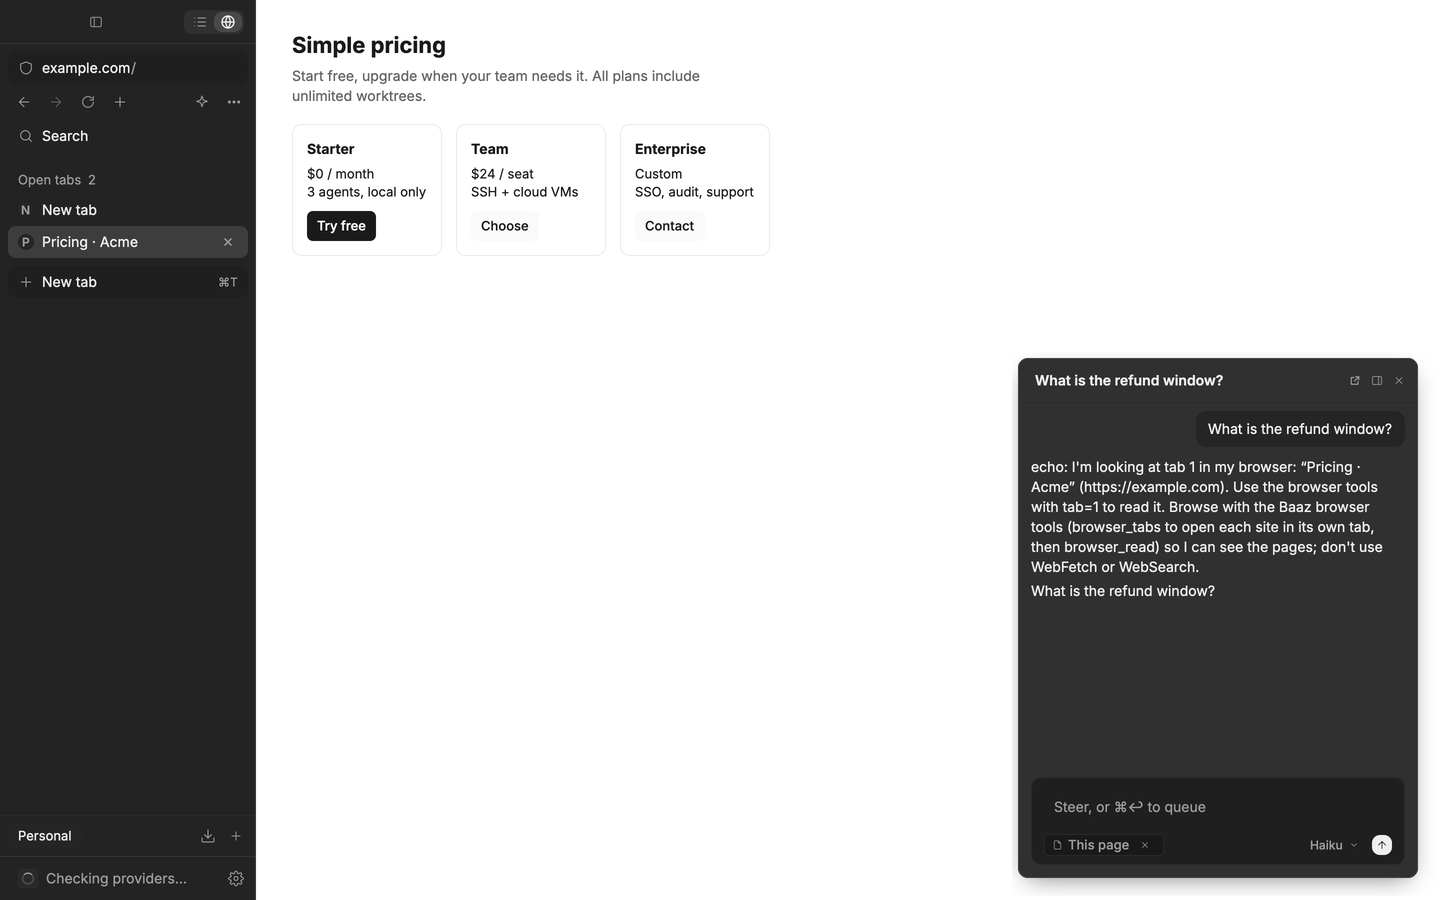 example.com/
Search
Open tabs 2
N New tab
P Pricing · Acme
New tab ⌘T
Personal
Checking providers...
Simple pricing
Start free, upgrade when your team needs it. All plans include
unlimited worktrees.
Starter
$0 / month
3 agents, local only
Try free
Team
$24 / seat
SSH + cloud VMs
Choose
Enterprise
Custom
SSO, audit, support
Contact
What is the refund window?
What is the refund window?
echo: I'm looking at tab 1 in my browser: “Pricing ·
Acme” (https://example.com). Use the browser tools
with tab=1 to read it. Browse with the Baaz browser
tools (browser_tabs to open each site in its own tab,
then browser_read) so I can see the pages; don't use
WebFetch or WebSearch.
What is the refund window?
Steer, or ⌘↩ to queue
This page
Haiku